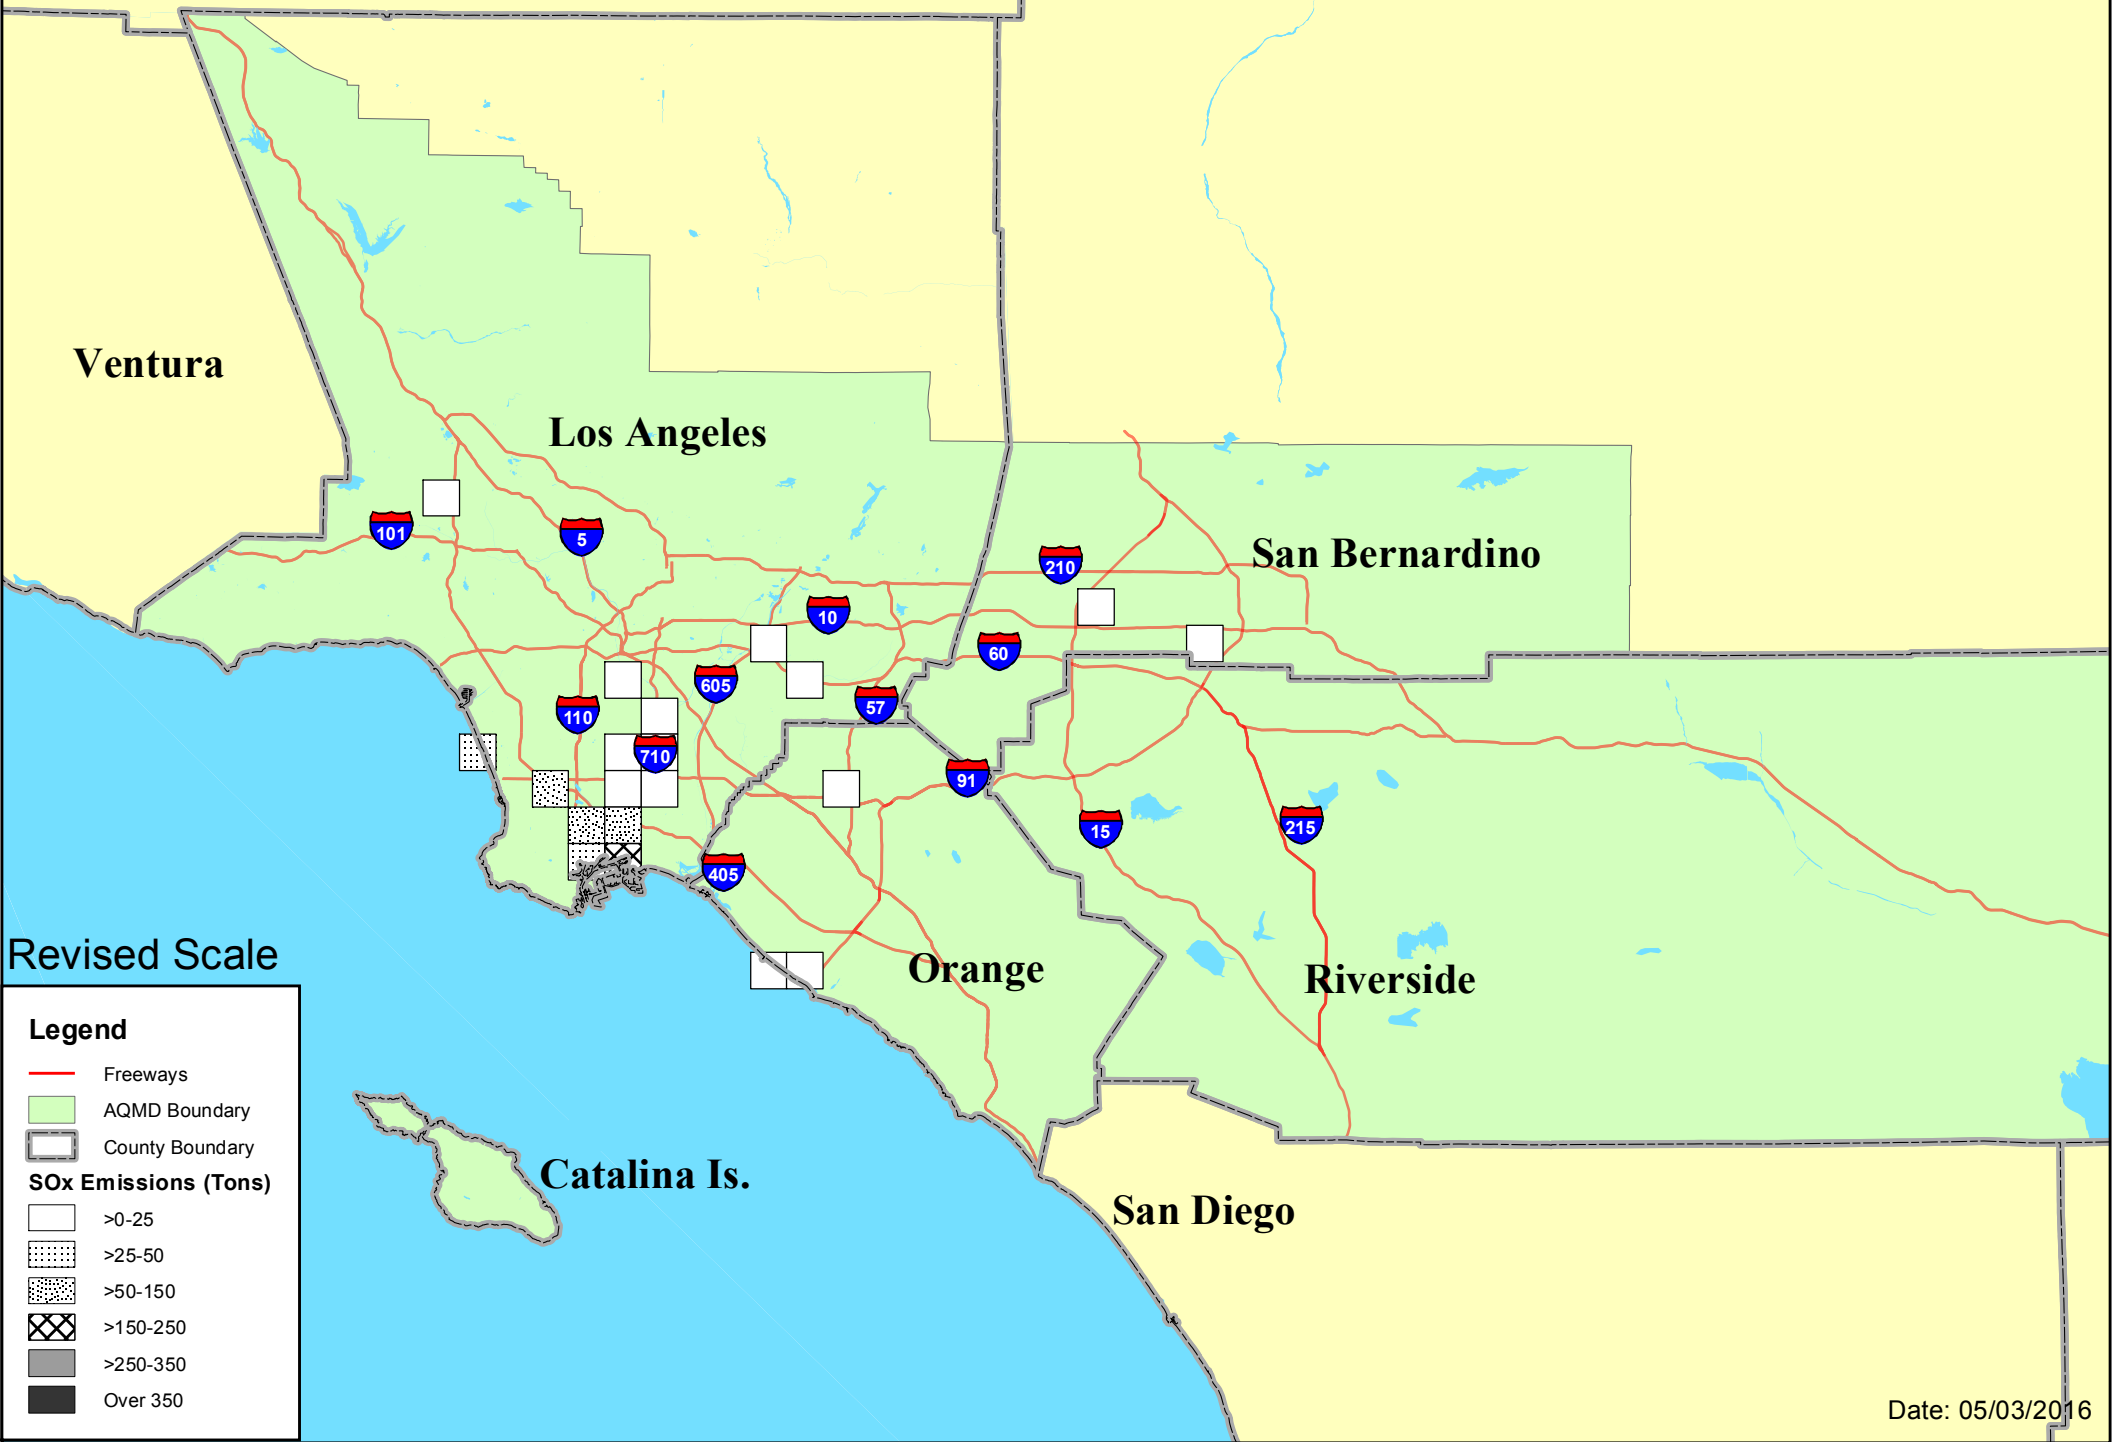 Ventura
Los Angeles
101
5
210
San Bernardino
10
60
605
57
110
710
91
15
215
405
Revised Scale
Orange
Riverside
Legend
Freeways
AQMD Boundary
County Boundary
SOx Emissions (Tons)
>0-25
>25-50
>50-150
>150-250
>250-350
Over 350
Catalina Is.
San Diego
Date: 05/03/2016